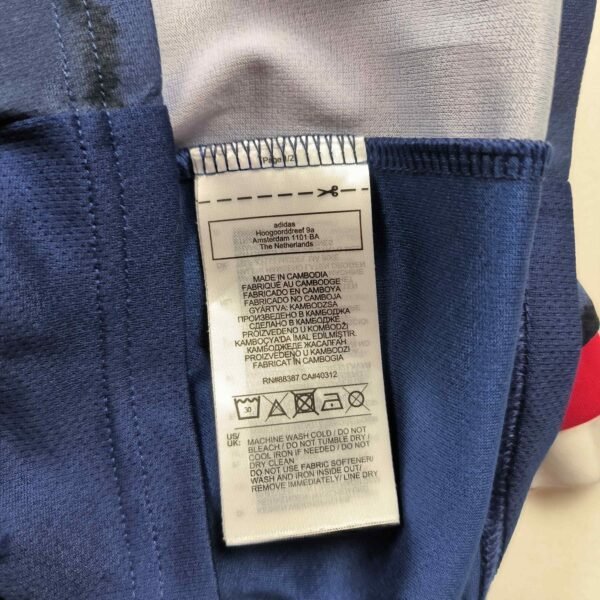 Page 1/2
adidas
Hoogoorddreef 9a
Amsterdam 1101 BA
The Netherlands
MADE IN CAMBODIA
FABRIQUÉ AU CAMBODGE
FABRICADO EN CAMBOYA
FABRICADO NO CAMBOJA
GYÁRTVA: KAMBODZSA
ПРОИЗВЕДЕНО В КАМБОДЖЕ
СДЕЛАНО В КАМБОДЖЕ
PROIZVEDENO U KOMBODŽI
KAMBOÇYA'DA İMAL EDİLMİŞTİR.
КАМБОДЖЕДЕ ЖАСАЛҒАН
PROIZVEDENO U KAMBODŽI
FABRICAT IN CAMBOGIA
RN#88387 CA#40312
30
US/
UK:
MACHINE WASH COLD / DO NOT
BLEACH / DO NOT TUMBLE DRY /
COOL IRON IF NEEDED / DO NOT
DRY CLEAN
DO NOT USE FABRIC SOFTENER/
WASH AND IRON INSIDE OUT/
REMOVE IMMEDIATELY/ LINE DRY